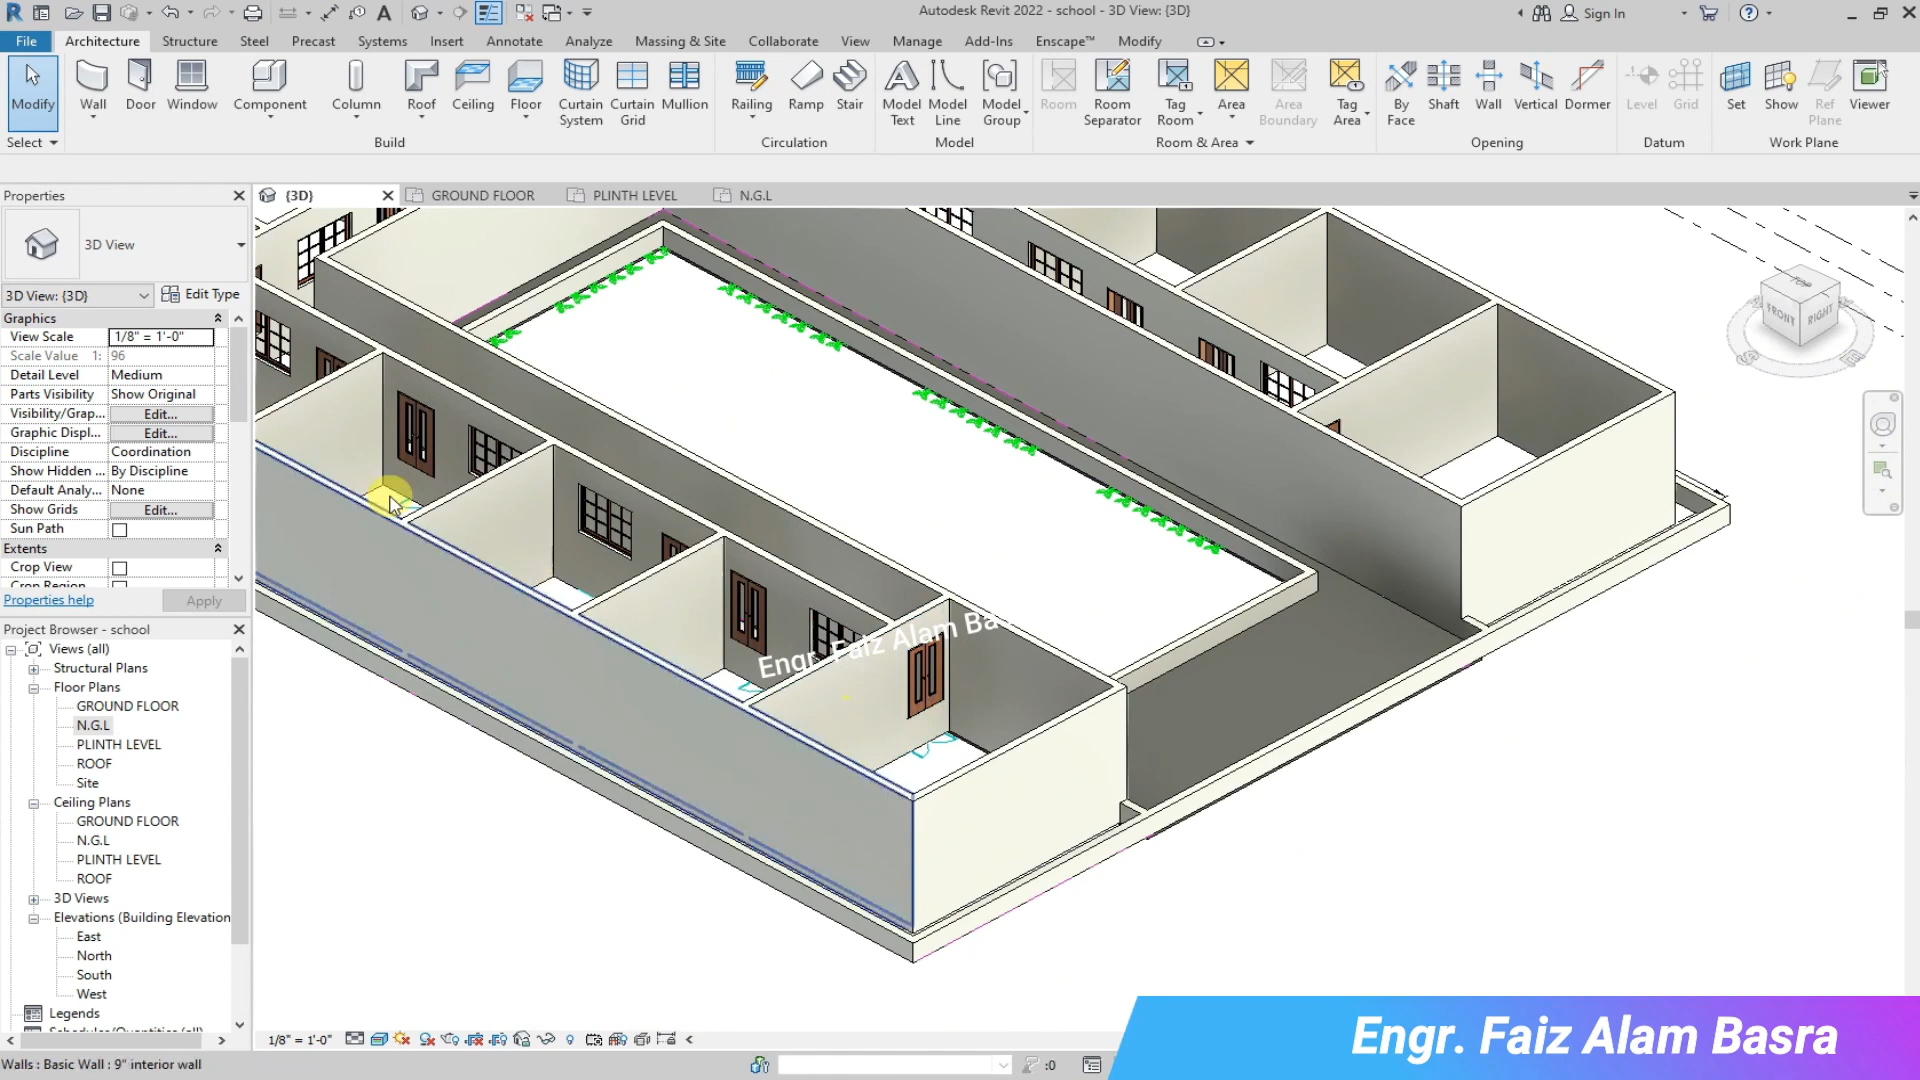 Autodesk Revit 2022 - school - 3D View: {3D}
Sign In
File
Architecture
Structure
Steel
Precast
Systems
Insert
Annotate
Analyze
Massing & Site
Collaborate
View
Manage
Add-Ins
Enscape™
Modify
Modify
Wall
Door
Window
Component
Column
Roof
Ceiling
Floor
Curtain System
Curtain Grid
Mullion
Railing
Ramp
Stair
Model Text
Model Line
Model Group
Room
Room Separator
Tag Room
Area
Area Boundary
Tag Area
By Face
Shaft
Wall
Vertical
Dormer
Level
Grid
Set
Show
Ref Plane
Viewer
Select
Build
Circulation
Model
Room & Area
Opening
Datum
Work Plane
Properties
{3D}
GROUND FLOOR
PLINTH LEVEL
N.G.L
3D View
3D View: {3D}
Edit Type
Graphics
View Scale 1/8" = 1'-0"
Scale Value 1: 96
Detail Level Medium
Parts Visibility Show Original
Visibility/Grap... Edit...
Graphic Displ... Edit...
Discipline Coordination
Show Hidden ... By Discipline
Default Analy... None
Show Grids Edit...
Sun Path
Extents
Crop View
Crop Region
Properties help
Apply
Project Browser - school
Views (all)
Structural Plans
Floor Plans
GROUND FLOOR
N.G.L
PLINTH LEVEL
ROOF
Site
Ceiling Plans
GROUND FLOOR
N.G.L
PLINTH LEVEL
ROOF
3D Views
Elevations (Building Elevation
East
North
South
West
Legends
Schedules/Quantities (all)
TOP
FRONT
RIGHT
S
E
Engr. Faiz Alam Bas
1/8" = 1'-0"
Walls : Basic Wall : 9" interior wall
:0
Engr. Faiz Alam Basra